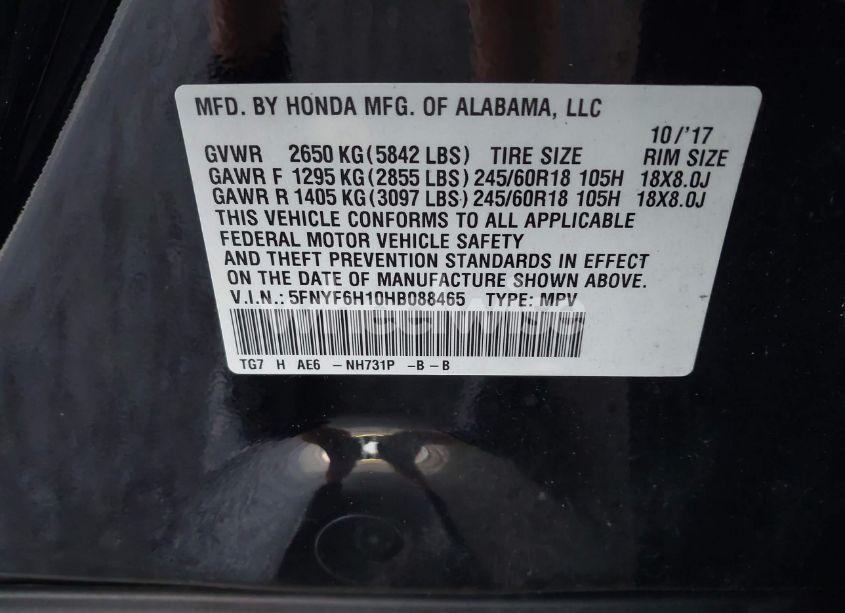 MFD. BY HONDA MFG. OF ALABAMA, LLC
10/'17
GVWR 2650 KG(5842 LBS) TIRE SIZE RIM SIZE
GAWR F 1295 KG(2855 LBS)245/60R18 105H 18X8.0J
GAWR R 1405 KG(3097 LBS)245/60R18 105H 18X8.0J
THIS VEHICLE CONFORMS TO ALL APPLICABLE
FEDERAL MOTOR VEHICLE SAFETY
AND THEFT PREVENTION STANDARDS IN EFFECT
ON THE DATE OF MANUFACTURE SHOWN ABOVE.
V.I.N.: 5FNYF6H10HB088465 TYPE: MPV
TG7 H AE6 -NH731P -B-B